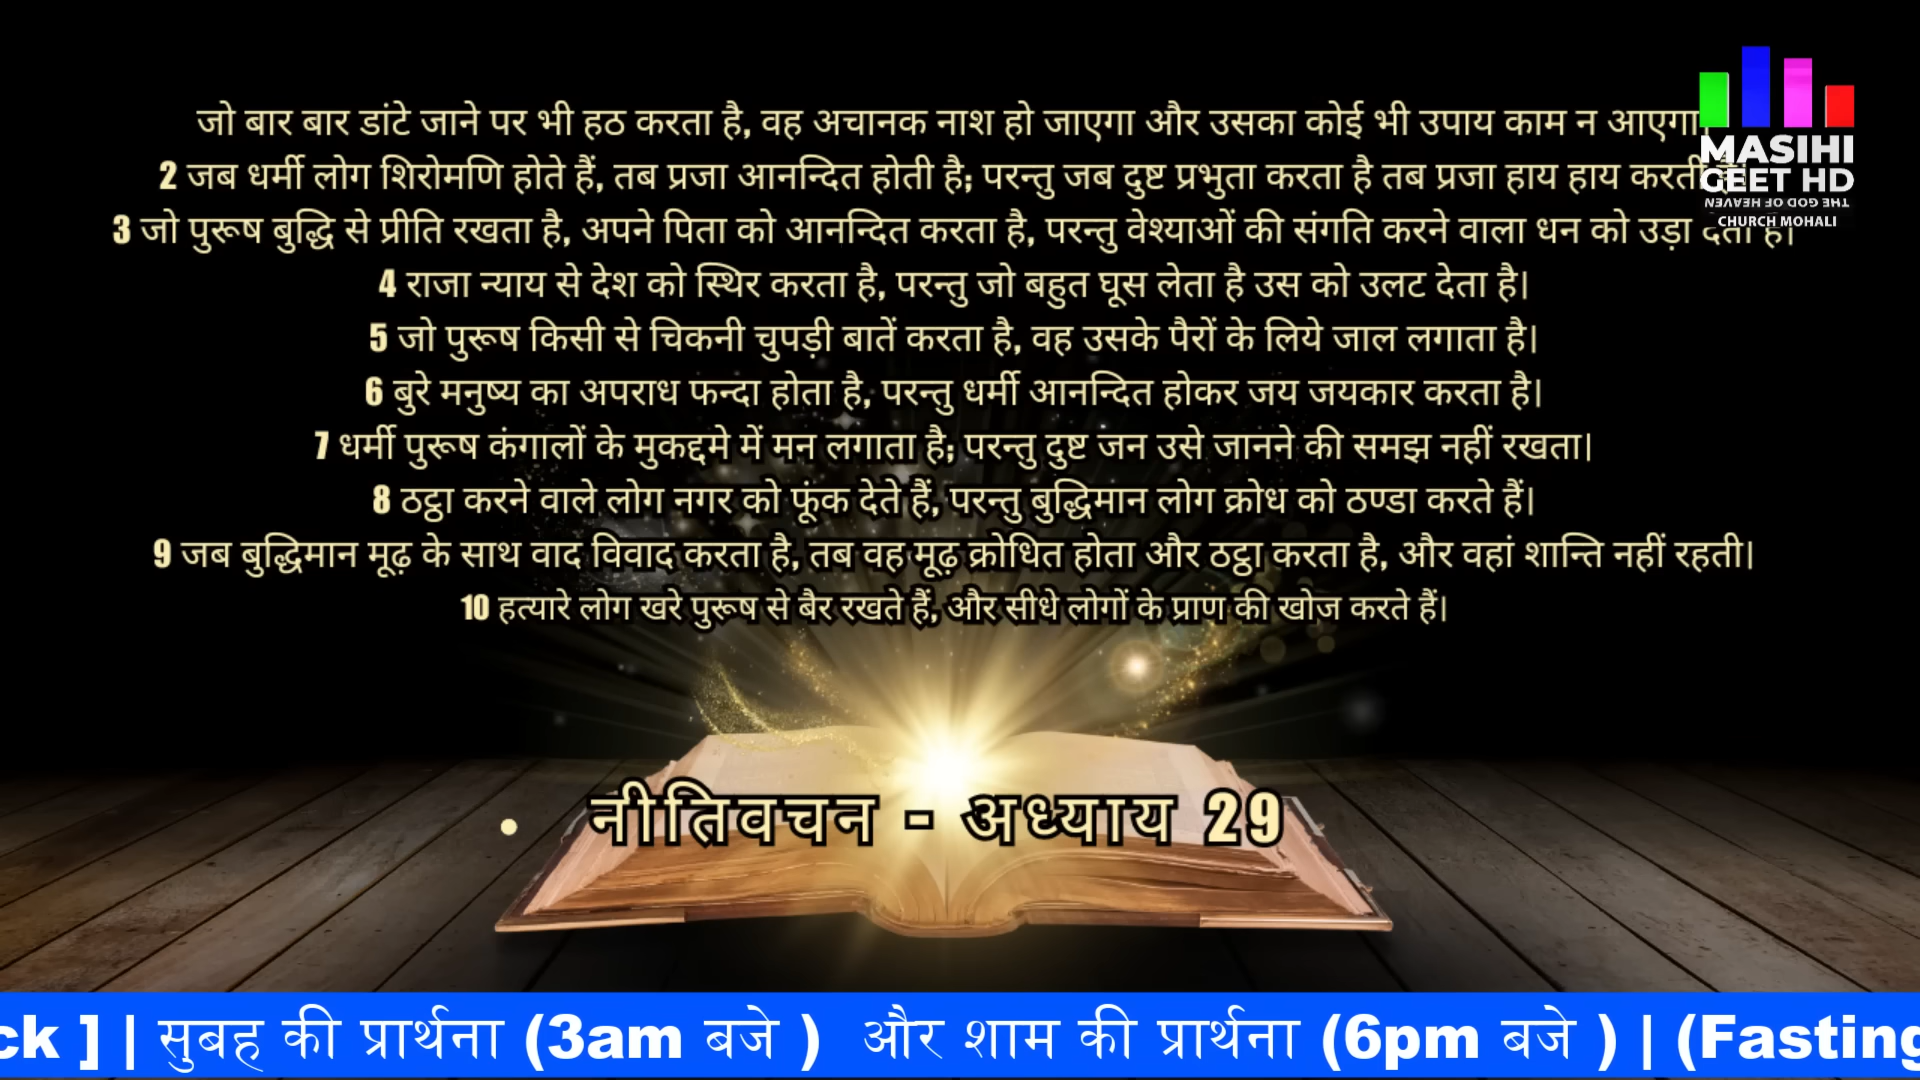 जो बार बार डांटे जाने पर भी हठ करता है, वह अचानक नाश हो जाएगा और उसका कोई भी उपाय काम न आएगा।
2 जब धर्मी लोग शिरोमणि होते हैं, तब प्रजा आनन्दित होती है; परन्तु जब दुष्ट प्रभुता करता है तब प्रजा हाय हाय करती
3 जो पुरूष बुद्धि से प्रीति रखता है, अपने पिता को आनन्दित करता है, परन्तु वेश्याओं की संगति करने वाला धन को उड़ा देता है।
4 राजा न्याय से देश को स्थिर करता है, परन्तु जो बहुत घूस लेता है उस को उलट देता है।
5 जो पुरूष किसी से चिकनी चुपड़ी बातें करता है, वह उसके पैरों के लिये जाल लगाता है।
6 बुरे मनुष्य का अपराध फन्दा होता है, परन्तु धर्मी आनन्दित होकर जय जयकार करता है।
7 धर्मी पुरूष कंगालों के मुकद्दमे में मन लगाता है; परन्तु दुष्ट जन उसे जानने की समझ नहीं रखता।
8 ठट्ठा करने वाले लोग नगर को फूंक देते हैं, परन्तु बुद्धिमान लोग क्रोध को ठण्डा करते हैं।
9 जब बुद्धिमान मूढ़ के साथ वाद विवाद करता है, तब वह मूढ़ क्रोधित होता और ठट्ठा करता है, और वहां शान्ति नहीं रहती।
10 हत्यारे लोग खरे पुरूष से बैर रखते हैं, और सीधे लोगों के प्राण की खोज करते हैं।
MASIHI
GEET HD
THE GOD OF HEAVEN
CHURCH MOHALI
• नीतिवचन - अध्याय 29
ck ] | सुबह की प्रार्थना (3am बजे ) और शाम की प्रार्थना (6pm बजे ) | (Fasting